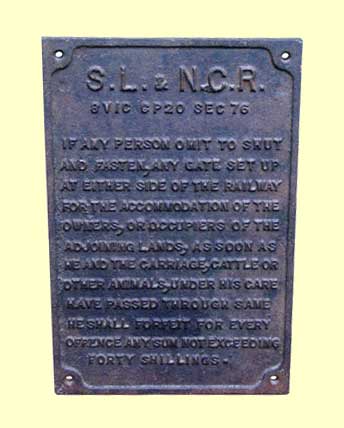 S.L. & N.C.R.
8 VIC CP20 SEC 76
IF ANY PERSON OMIT TO SHUT
AND FASTEN, ANY GATE SET UP
AT EITHER SIDE OF THE RAILWAY
FOR THE ACCOMMODATION OF THE
OWNERS, OR OCCUPIERS OF THE
ADJOINING LANDS, AS SOON AS
HE AND THE CARRIAGE, CATTLE OR
OTHER ANIMALS, UNDER HIS CARE
HAVE PASSED THROUGH SAME
HE SHALL FORFEIT FOR EVERY
OFFENCE ANY SUM NOT EXCEEDING
FORTY SHILLINGS.